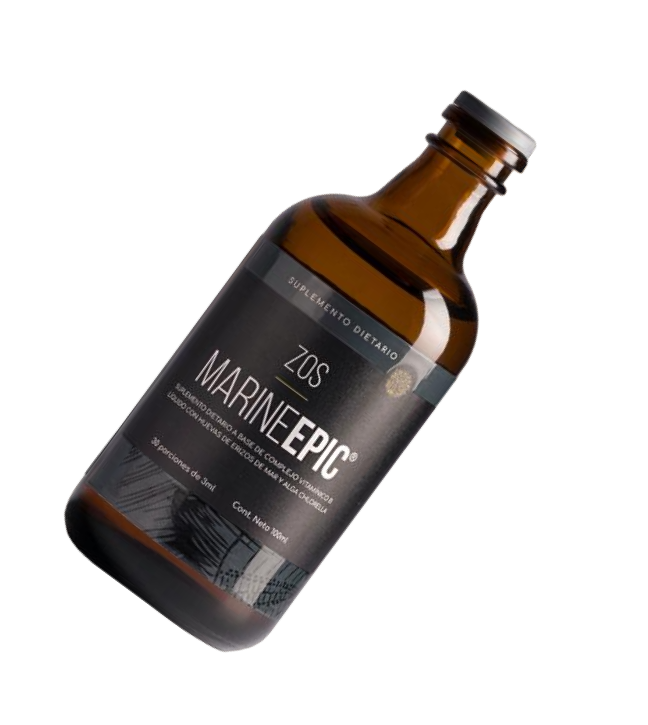 SUPLEMENTO DIETARIO
ZOS
MARINEEPIC®
SUPLEMENTO DIETARIO A BASE DE COMPLEJO VITAMÍNICO B
LÍQUIDO CON HUEVAS DE ERIZOS DE MAR Y ALGA CHLORELLA
30 porciones de 3ml
Cont. Neto 100ml